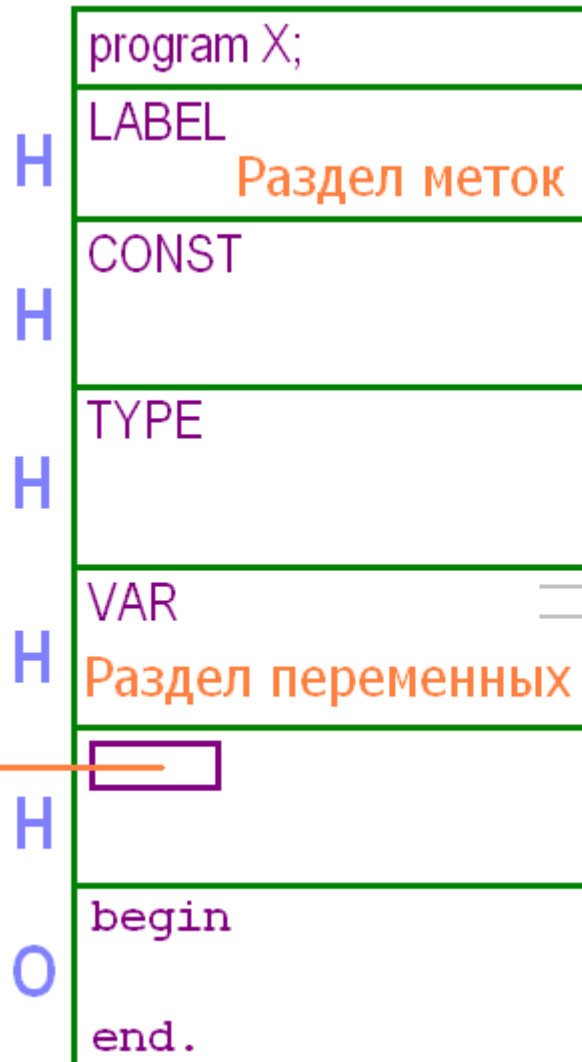 program X;
LABEL
Н
Раздел меток
CONST
Н
TYPE
Н
VAR
Н
Раздел переменных
Н
begin
О
end.